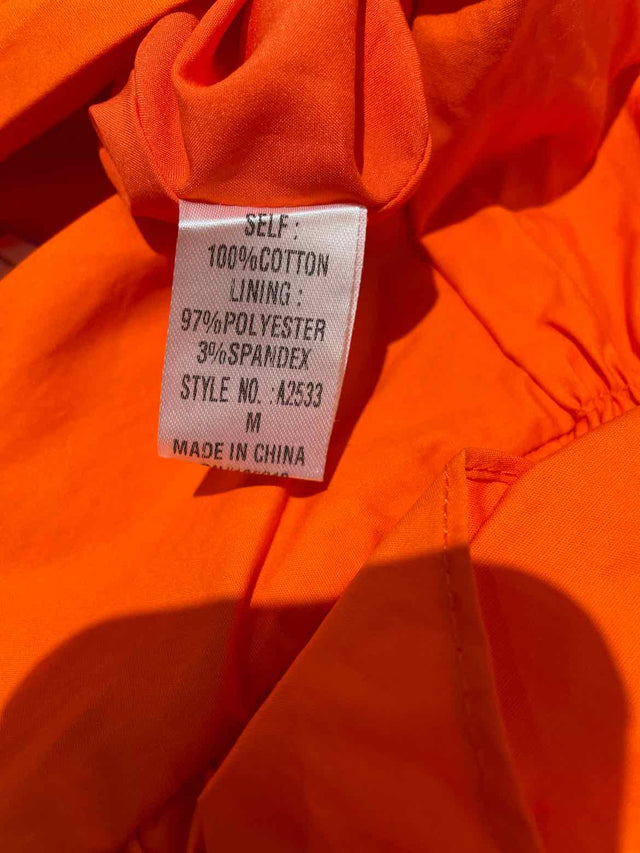 SELF :
100%COTTON
LINING :
97%POLYESTER
3%SPANDEX
STYLE NO. :A2533
M
MADE IN CHINA